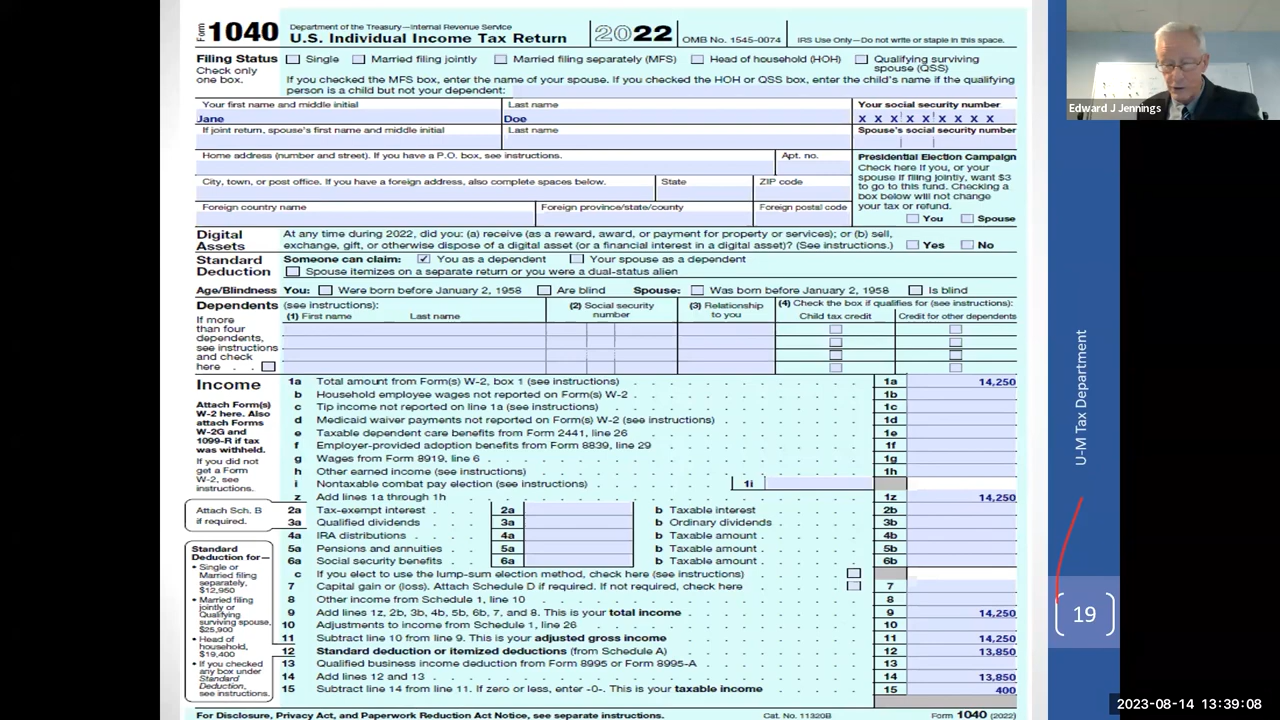 Form 1040 Department of the Treasury—Internal Revenue Service
U.S. Individual Income Tax Return 2022 OMB No. 1545-0074 IRS Use Only—Do not write or staple in this space.
Filing Status Single Married filing jointly Married filing separately (MFS) Head of household (HOH) Qualifying surviving spouse (QSS)
Check only one box.
If you checked the MFS box, enter the name of your spouse. If you checked the HOH or QSS box, enter the child's name if the qualifying
person is a child but not your dependent:
Your first name and middle initial Last name Your social security number
Jane Doe X X X X X X X X X
If joint return, spouse's first name and middle initial Last name Spouse's social security number
Home address (number and street). If you have a P.O. box, see instructions. Apt. no.
City, town, or post office. If you have a foreign address, also complete spaces below. State ZIP code
Foreign country name Foreign province/state/county Foreign postal code
Presidential Election Campaign
Check here if you, or your
spouse if filing jointly, want $3
to go to this fund. Checking a
box below will not change
your tax or refund.
You Spouse
Digital Assets
At any time during 2022, did you: (a) receive (as a reward, award, or payment for property or services); or (b) sell,
exchange, gift, or otherwise dispose of a digital asset (or a financial interest in a digital asset)? (See instructions.) Yes No
Standard Deduction
Someone can claim: ✓ You as a dependent Your spouse as a dependent
Spouse itemizes on a separate return or you were a dual-status alien
Age/Blindness You: Were born before January 2, 1958 Are blind Spouse: Was born before January 2, 1958 Is blind
Dependents (see instructions): (2) Social security number (3) Relationship to you (4) Check the box if qualifies for (see instructions):
(1) First name Last name Child tax credit Credit for other dependents
If more
than four
dependents,
see instructions
and check
here . .
Income
Attach Form(s)
W-2 here. Also
attach Forms
W-2G and
1099-R if tax
was withheld.
If you did not
get a Form
W-2, see
instructions.
1a Total amount from Form(s) W-2, box 1 (see instructions) 1a 14,250
b Household employee wages not reported on Form(s) W-2 1b
c Tip income not reported on line 1a (see instructions) 1c
d Medicaid waiver payments not reported on Form(s) W-2 (see instructions) 1d
e Taxable dependent care benefits from Form 2441, line 26 1e
f Employer-provided adoption benefits from Form 8839, line 29 1f
g Wages from Form 8919, line 6 1g
h Other earned income (see instructions) 1h
i Nontaxable combat pay election (see instructions) 1i
z Add lines 1a through 1h 1z 14,250
Attach Sch. B
if required.
2a Tax-exempt interest 2a b Taxable interest 2b
3a Qualified dividends 3a b Ordinary dividends 3b
4a IRA distributions 4a b Taxable amount 4b
5a Pensions and annuities 5a b Taxable amount 5b
6a Social security benefits 6a b Taxable amount 6b
c If you elect to use the lump-sum election method, check here (see instructions)
7 Capital gain or (loss). Attach Schedule D if required. If not required, check here 7
8 Other income from Schedule 1, line 10 8
9 Add lines 1z, 2b, 3b, 4b, 5b, 6b, 7, and 8. This is your total income 9 14,250
10 Adjustments to income from Schedule 1, line 26 10
11 Subtract line 10 from line 9. This is your adjusted gross income 11 14,250
12 Standard deduction or itemized deductions (from Schedule A) 12 13,850
13 Qualified business income deduction from Form 8995 or Form 8995-A 13
14 Add lines 12 and 13 14 13,850
15 Subtract line 14 from line 11. If zero or less, enter -0-. This is your taxable income 15 400
Standard
Deduction for—
• Single or
Married filing
separately,
$12,950
• Married filing
jointly or
Qualifying
surviving spouse,
$25,900
• Head of
household,
$19,400
• If you checked
any box under
Standard
Deduction,
see instructions.
For Disclosure, Privacy Act, and Paperwork Reduction Act Notice, see separate instructions. Cat. No. 11320B Form 1040 (2022)
Edward J Jennings
U-M Tax Department
19
2023-08-14 13:39:08